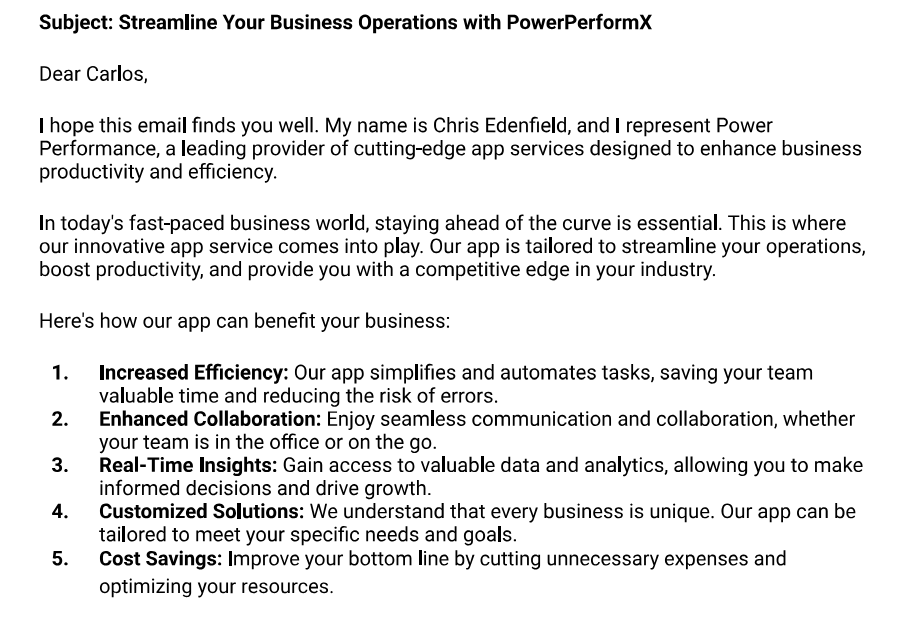 Subject: Streamline Your Business Operations with PowerPerformX
Dear Carlos,
I hope this email finds you well. My name is Chris Edenfield, and I represent Power
Performance, a leading provider of cutting-edge app services designed to enhance business
productivity and efficiency.
In today's fast-paced business world, staying ahead of the curve is essential. This is where
our innovative app service comes into play. Our app is tailored to streamline your operations,
boost productivity, and provide you with a competitive edge in your industry.
Here's how our app can benefit your business:
1. Increased Efficiency: Our app simplifies and automates tasks, saving your team
valuable time and reducing the risk of errors.
2. Enhanced Collaboration: Enjoy seamless communication and collaboration, whether
your team is in the office or on the go.
3. Real-Time Insights: Gain access to valuable data and analytics, allowing you to make
informed decisions and drive growth.
4. Customized Solutions: We understand that every business is unique. Our app can be
tailored to meet your specific needs and goals.
5. Cost Savings: Improve your bottom line by cutting unnecessary expenses and
optimizing your resources.